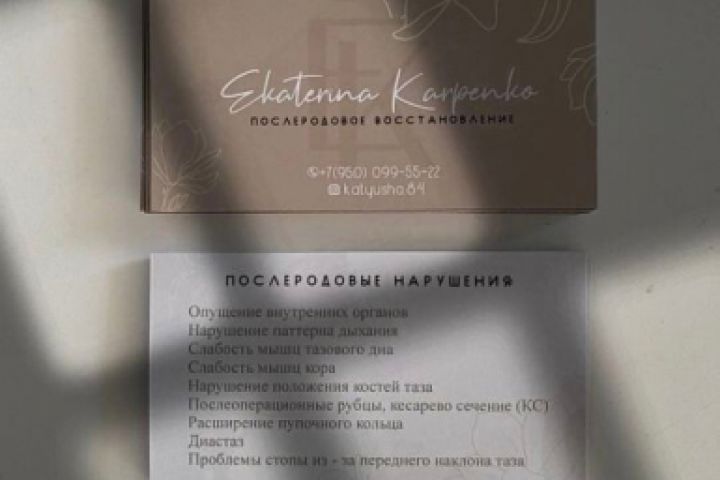 Ekaterina Karpenko
ПОСЛЕРОДОВОЕ ВОССТАНОВЛЕНИЕ
+7(950) 099-55-22
katyusha.84
ПОСЛЕРОДОВЫЕ НАРУШЕНИЯ
Опущение внутренних органов
Нарушение паттерна дыхания
Слабость мышц тазового дна
Слабость мышц кора
Нарушение положения костей таза
Послеоперационные рубцы, кесарево сечение (КС)
Расширение пупочного кольца
Диастаз
Проблемы стопы из - за переднего наклона таза